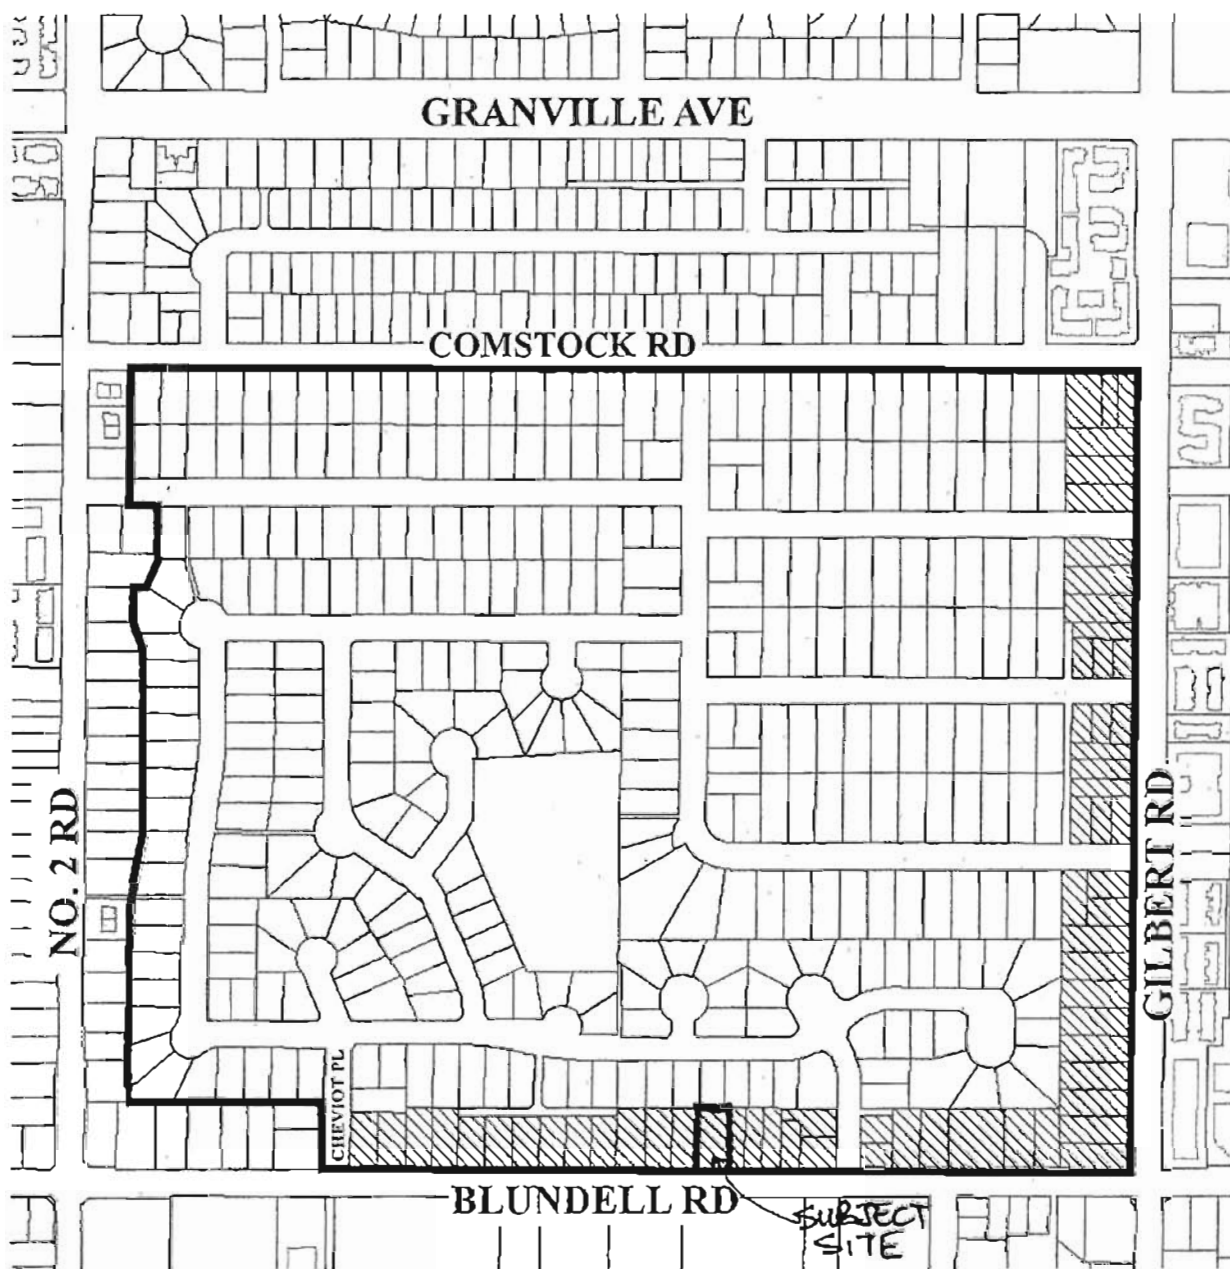 GRANVILLE AVE
COMSTOCK RD
NO. 2 RD
GILBERT RD
CHEVIOT PL
BLUNDELL RD
SUBJECT
SITE